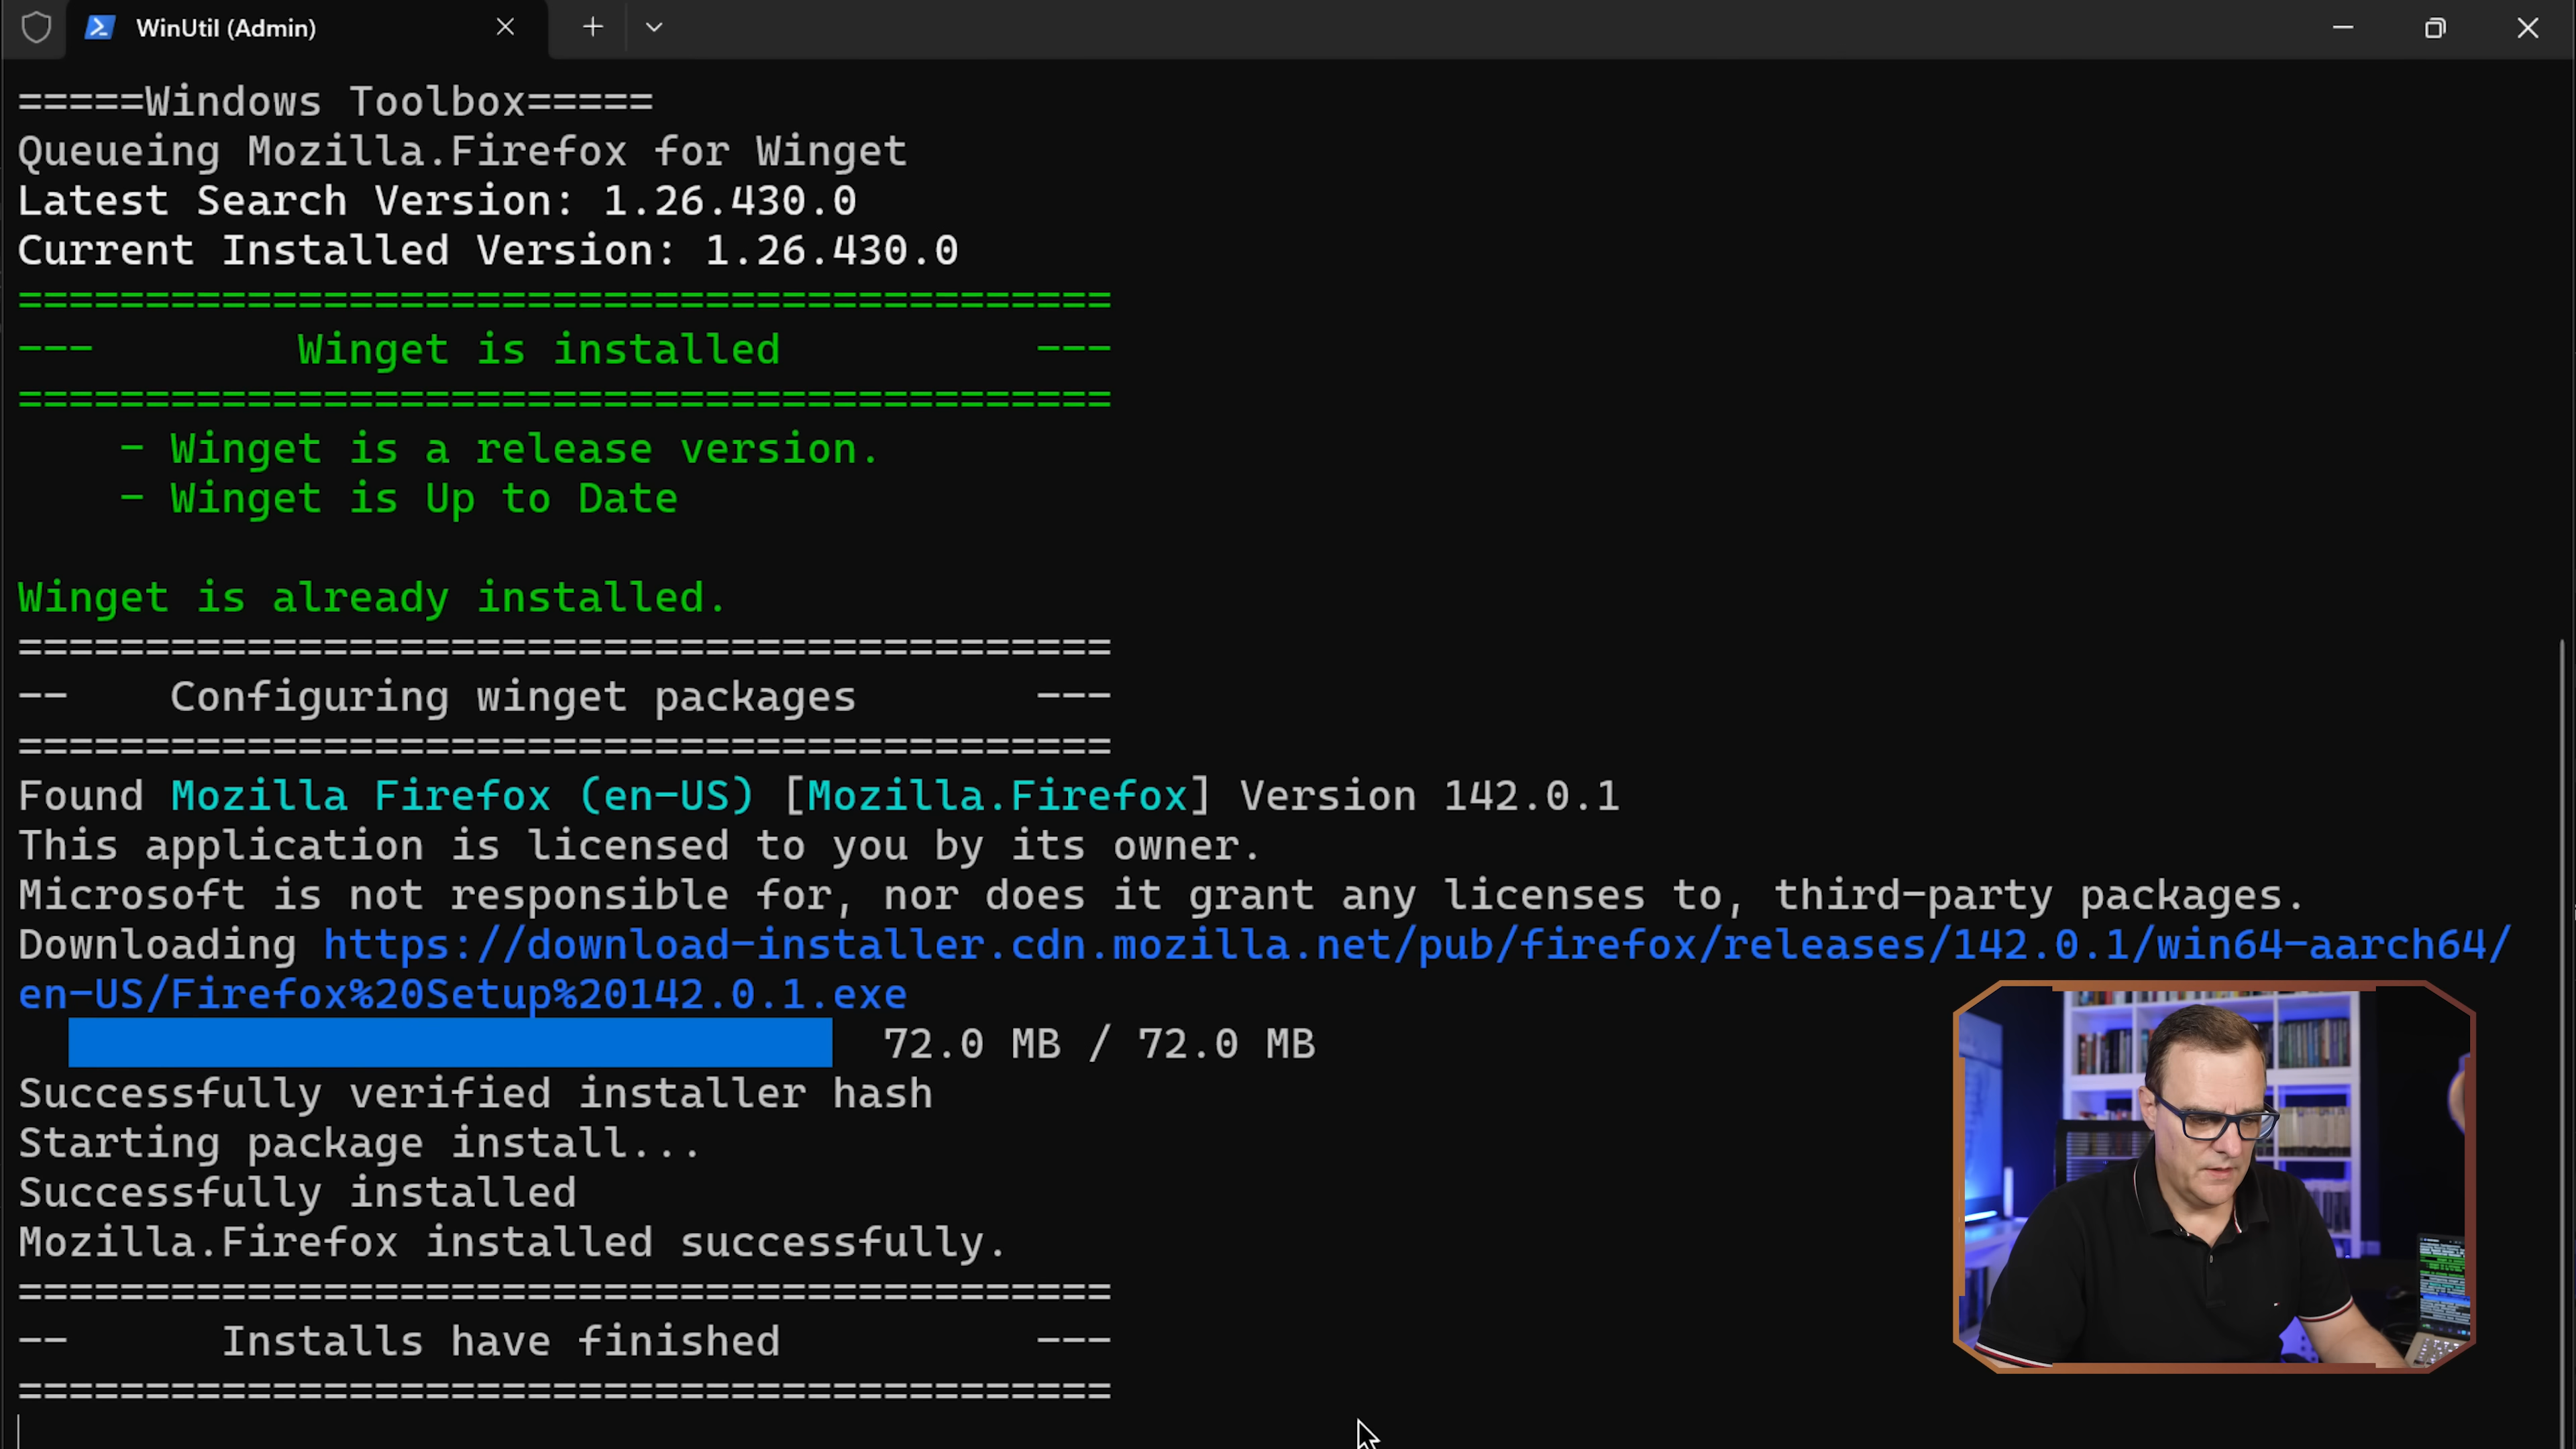 WinUtil (Admin)
=====Windows Toolbox=====
Queueing Mozilla.Firefox for Winget
Latest Search Version: 1.26.430.0
Current Installed Version: 1.26.430.0
===========================================
---        Winget is installed          ---
===========================================
    - Winget is a release version.
    - Winget is Up to Date
Winget is already installed.
===========================================
--    Configuring winget packages       ---
===========================================
Found Mozilla Firefox (en-US) [Mozilla.Firefox] Version 142.0.1
This application is licensed to you by its owner.
Microsoft is not responsible for, nor does it grant any licenses to, third-party packages.
Downloading https://download-installer.cdn.mozilla.net/pub/firefox/releases/142.0.1/win64-aarch64/
en-US/Firefox%20Setup%20142.0.1.exe
72.0 MB / 72.0 MB
Successfully verified installer hash
Starting package install...
Successfully installed
Mozilla.Firefox installed successfully.
===========================================
--      Installs have finished          ---
===========================================